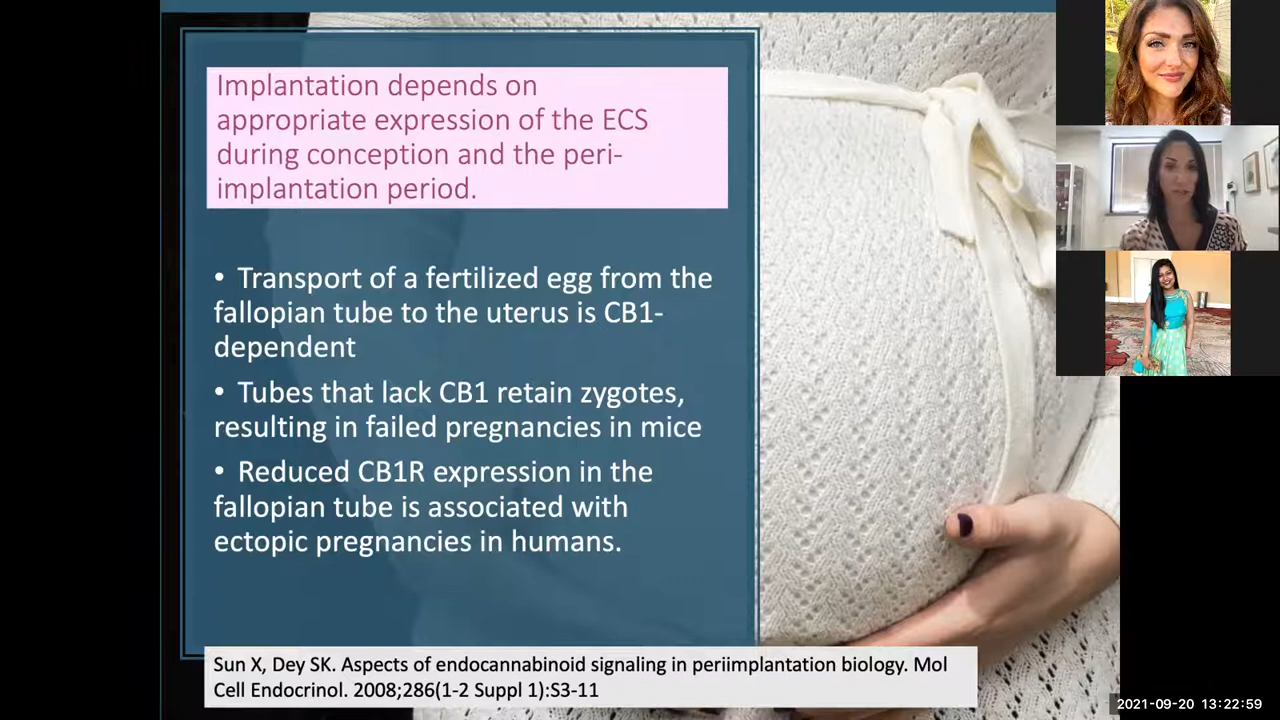 Implantation depends on
appropriate expression of the ECS
during conception and the peri-
implantation period.
• Transport of a fertilized egg from the
fallopian tube to the uterus is CB1-
dependent
• Tubes that lack CB1 retain zygotes,
resulting in failed pregnancies in mice
• Reduced CB1R expression in the
fallopian tube is associated with
ectopic pregnancies in humans.
Sun X, Dey SK. Aspects of endocannabinoid signaling in periimplantation biology. Mol
Cell Endocrinol. 2008;286(1-2 Suppl 1):S3-11
2021-09-20 13:22:59